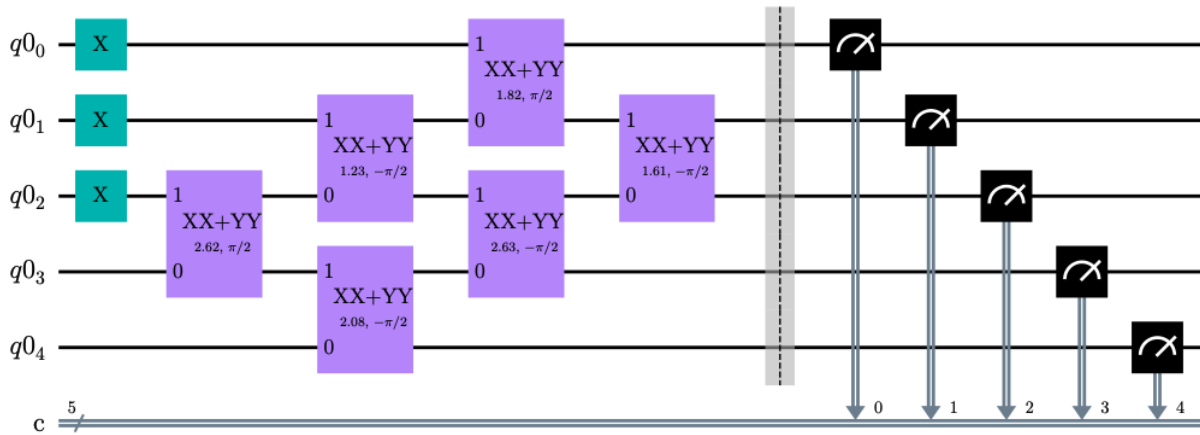 q0₀ X 1 XX+YY 1.82, π/2 0
q0₁ X 1 XX+YY 1.23, −π/2 0 1 XX+YY 1.61, −π/2 0
q0₂ X 1 XX+YY 2.62, π/2 0 1 XX+YY 2.63, −π/2 0
q0₃ 1 XX+YY 2.08, −π/2 0
q0₄
c 5 0 1 2 3 4